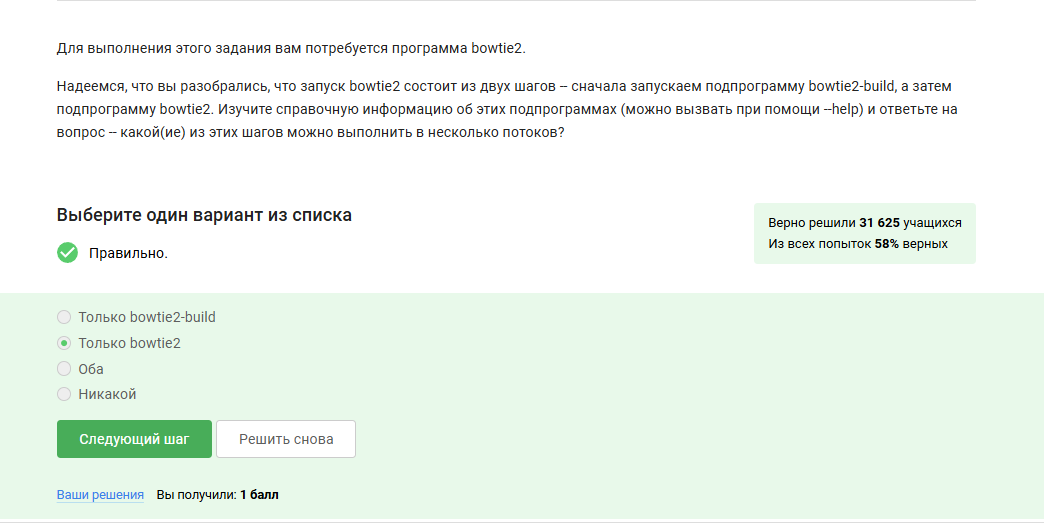 Для выполнения этого задания вам потребуется программа bowtie2.
Надеемся, что вы разобрались, что запуск bowtie2 состоит из двух шагов -- сначала запускаем подпрограмму bowtie2-build, а затем
подпрограмму bowtie2. Изучите справочную информацию об этих подпрограммах (можно вызвать при помощи --help) и ответьте на
вопрос -- какой(ие) из этих шагов можно выполнить в несколько потоков?
Выберите один вариант из списка
Правильно.
Верно решили 31 625 учащихся
Из всех попыток 58% верных
Только bowtie2-build
Только bowtie2
Оба
Никакой
Следующий шаг
Решить снова
Ваши решения Вы получили: 1 балл